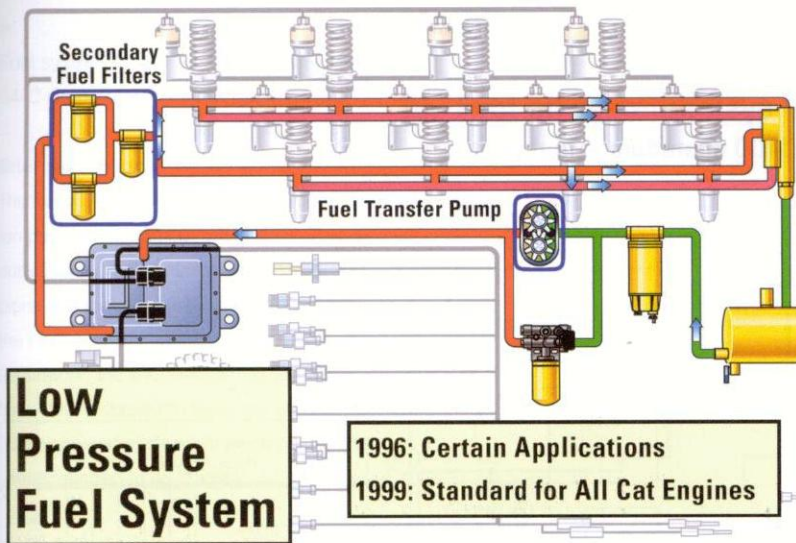 Secondary
Fuel Filters
Fuel Transfer Pump
Low
Pressure
Fuel System
1996: Certain Applications
1999: Standard for All Cat Engines